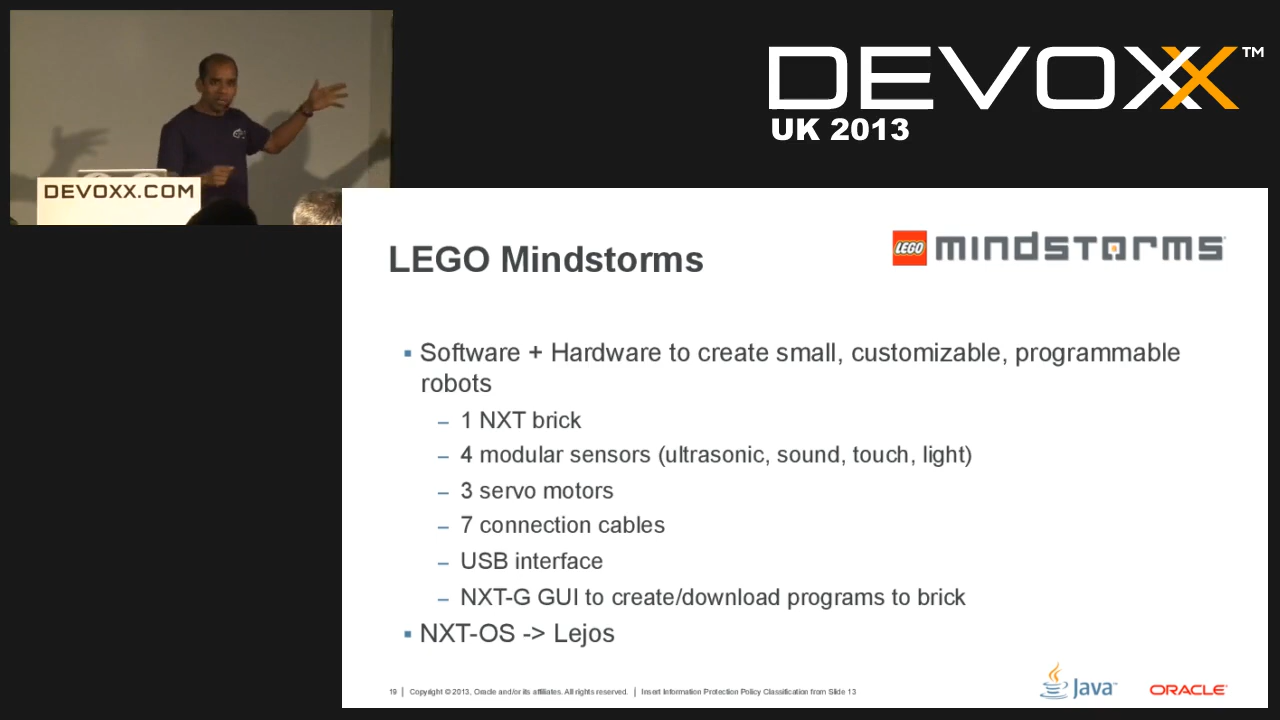 DEVOXX™
UK 2013
DEVOXX.COM
LEGO Mindstorms
LEGO mindstorms
Software + Hardware to create small, customizable, programmable
robots
– 1 NXT brick
– 4 modular sensors (ultrasonic, sound, touch, light)
– 3 servo motors
– 7 connection cables
– USB interface
– NXT-G GUI to create/download programs to brick
NXT-OS -> Lejos
19 | Copyright © 2013, Oracle and/or its affiliates. All rights reserved. | Insert Information Protection Policy Classification from Slide 13
Java™
ORACLE